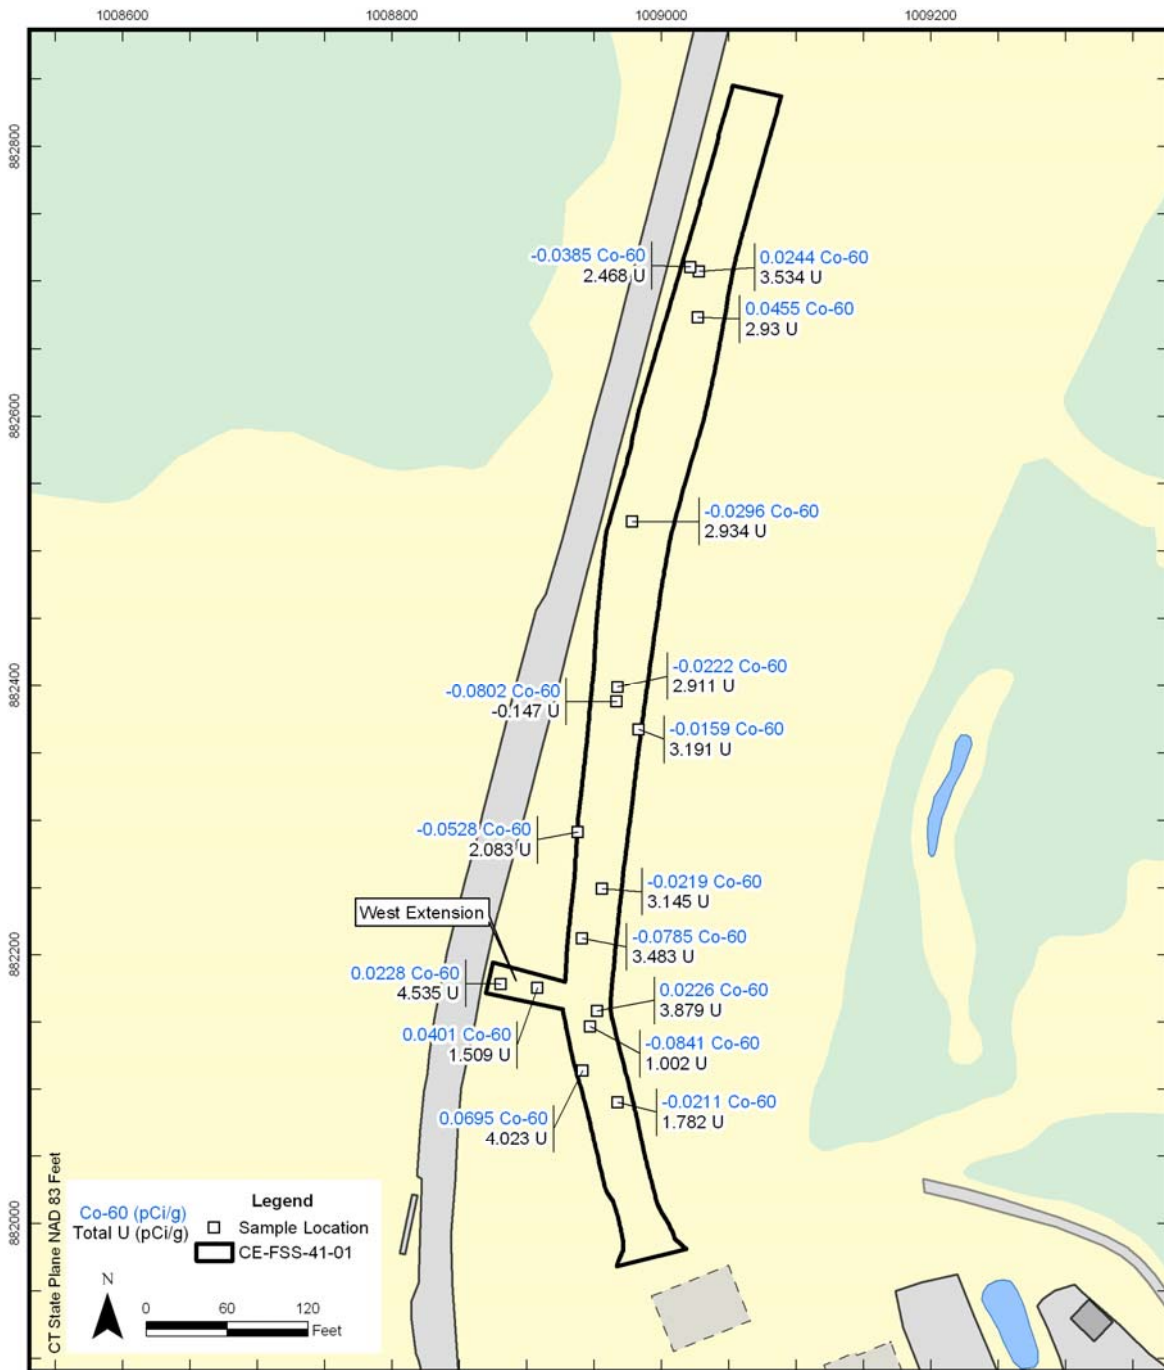 1008600 1008800 1009000 1009200
882800
-0.0385 Co-60
2.468 U
0.0244 Co-60
3.534 U
0.0455 Co-60
2.93 U
882600
-0.0296 Co-60
2.934 U
882400
-0.0222 Co-60
2.911 U
-0.0802 Co-60
-0.147 U
-0.0159 Co-60
3.191 U
-0.0528 Co-60
2.083 U
-0.0219 Co-60
3.145 U
West Extension
-0.0785 Co-60
3.483 U
882200
0.0228 Co-60
4.535 U
0.0226 Co-60
3.879 U
0.0401 Co-60
1.509 U
-0.0841 Co-60
1.002 U
-0.0211 Co-60
1.782 U
0.0695 Co-60
4.023 U
882000
CT State Plane NAD 83 Feet
Legend
Co-60 (pCi/g)
Total U (pCi/g)
Sample Location
CE-FSS-41-01
N
0 60 120
Feet